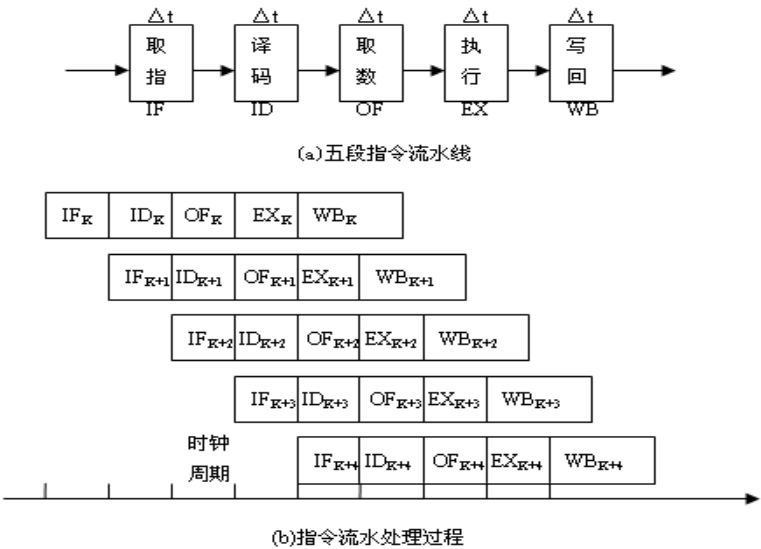 △t △t △t △t △t
取指 译码 取数 执行 写回
IF ID OF EX WB
(a)五段指令流水线
IFK IDK OFK EXK WBK
IFK+1 IDK+1 OFK+1 EXK+1 WBK+1
IFK+2 IDK+2 OFK+2 EXK+2 WBK+2
IFK+3 IDK+3 OFK+3 EXK+3 WBK+3
时钟
周期
IFK+4 IDK+4 OFK+4 EXK+4 WBK+4
(b)指令流水处理过程